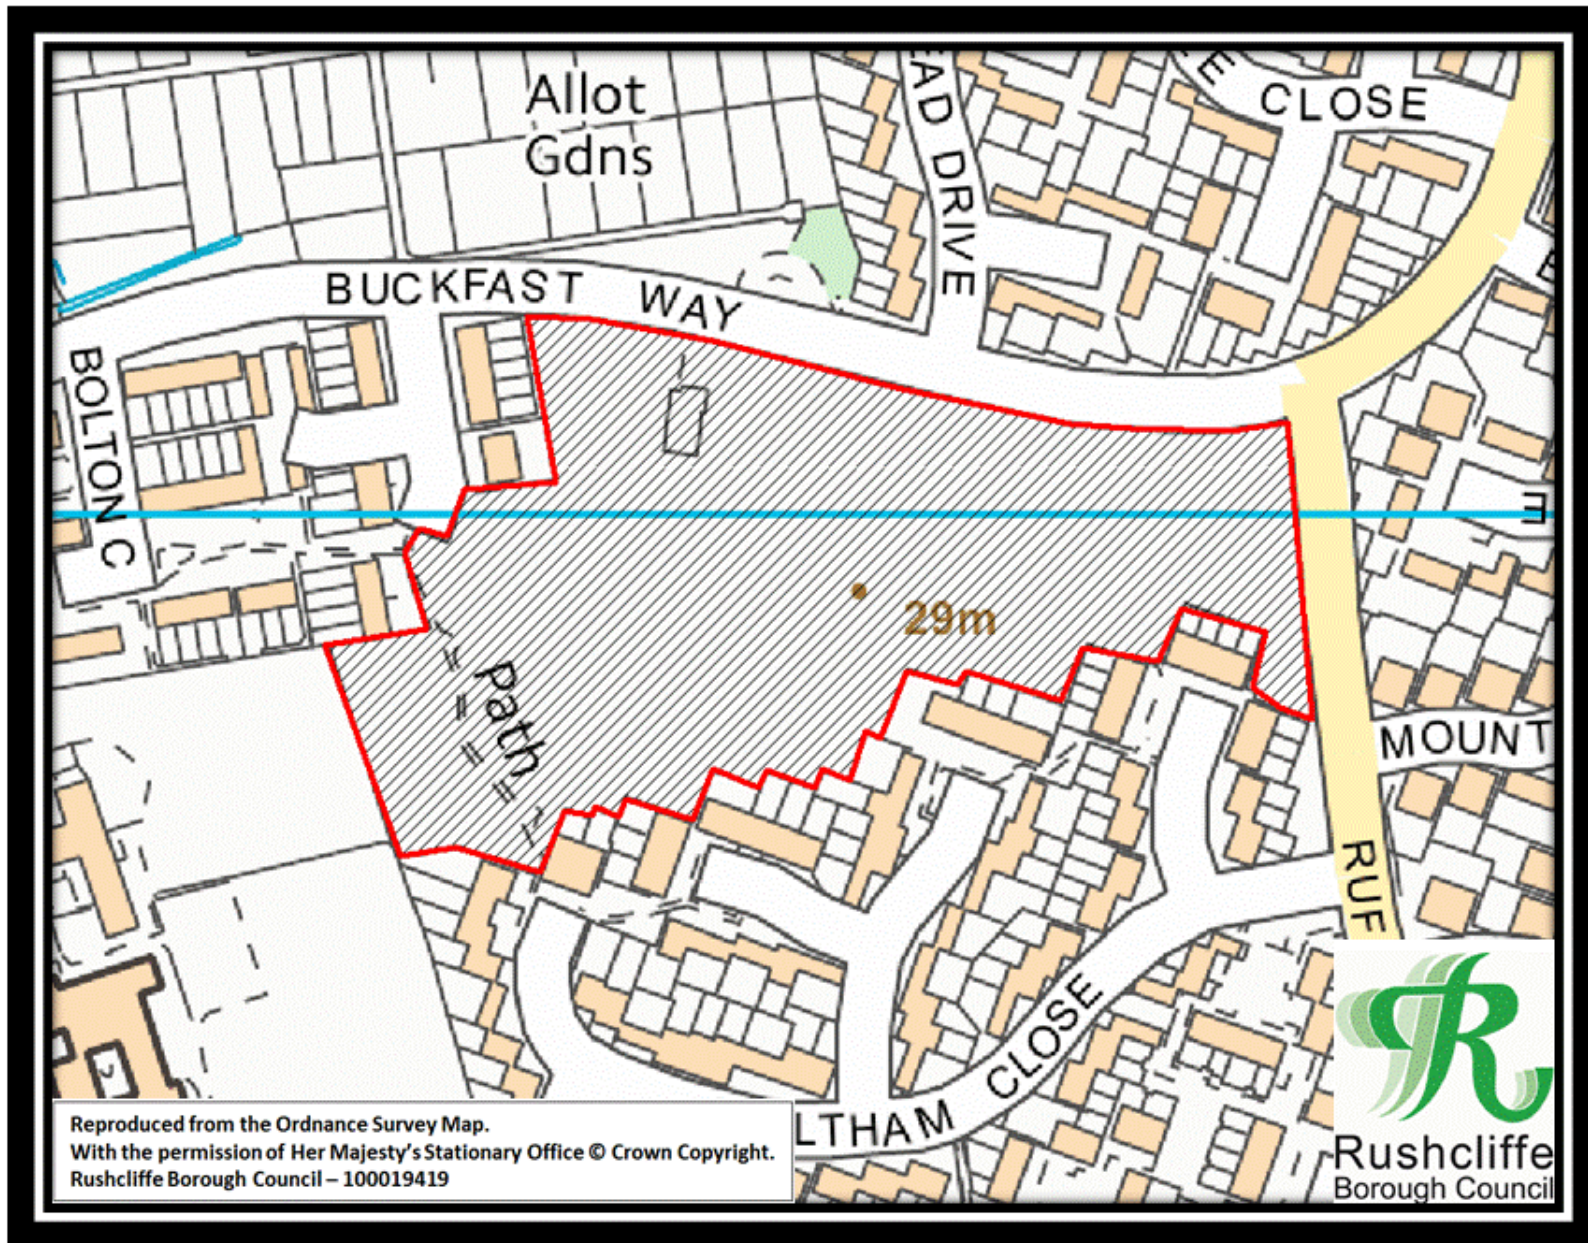 Allot
Gdns
EAD DRIVE
CLOSE
BUCKFAST WAY
BOLTON C
29m
Path
MOUNT
RUF
LTHAM CLOSE
Reproduced from the Ordnance Survey Map.
With the permission of Her Majesty's Stationary Office © Crown Copyright.
Rushcliffe Borough Council – 100019419
R
Rushcliffe
Borough Council